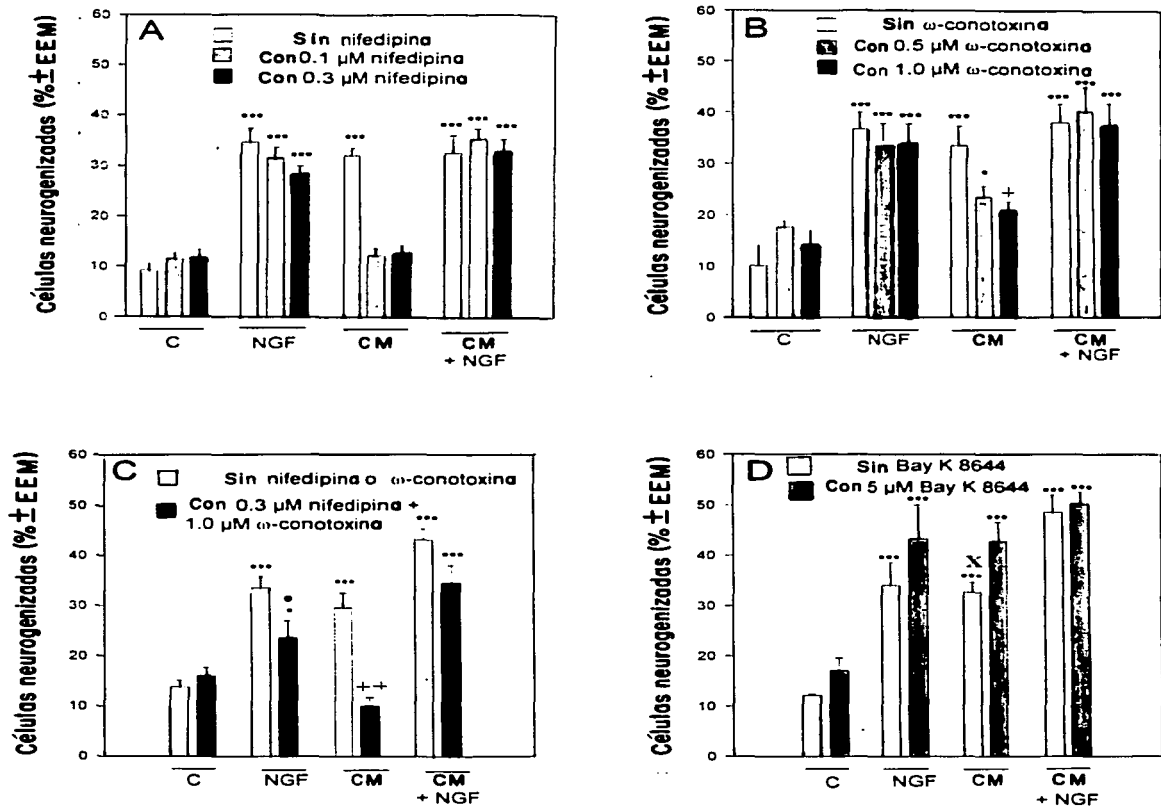 A
Sin nifedipina
Con 0.1 µM nifedipina
Con 0.3 µM nifedipina
Células neurogenizadas (%±EEM)
60
50
40
30
20
10
0
*** *** ***
***
*** *** ***
C
NGF
CM
CM
+ NGF
B
Sin ω-conotoxina
Con 0.5 µM ω-conotoxina
Con 1.0 µM ω-conotoxina
Células neurogenizadas (%±EEM)
60
50
40
30
20
10
0
*** *** ***
*** * +
*** *** ***
C
NGF
CM
CM
+ NGF
C
Sin nifedipina o ω-conotoxina
Con 0.3 µM nifedipina +
1.0 µM ω-conotoxina
Células neurogenizadas (%±EEM)
60
50
40
30
20
10
0
***
***
++
*** ***
C
NGF
CM
CM
+ NGF
D
Sin Bay K 8644
Con 5 µM Bay K 8644
Células neurogenizadas (%±EEM)
60
50
40
30
20
10
0
*** ***
X
*** ***
*** ***
C
NGF
CM
CM
+ NGF